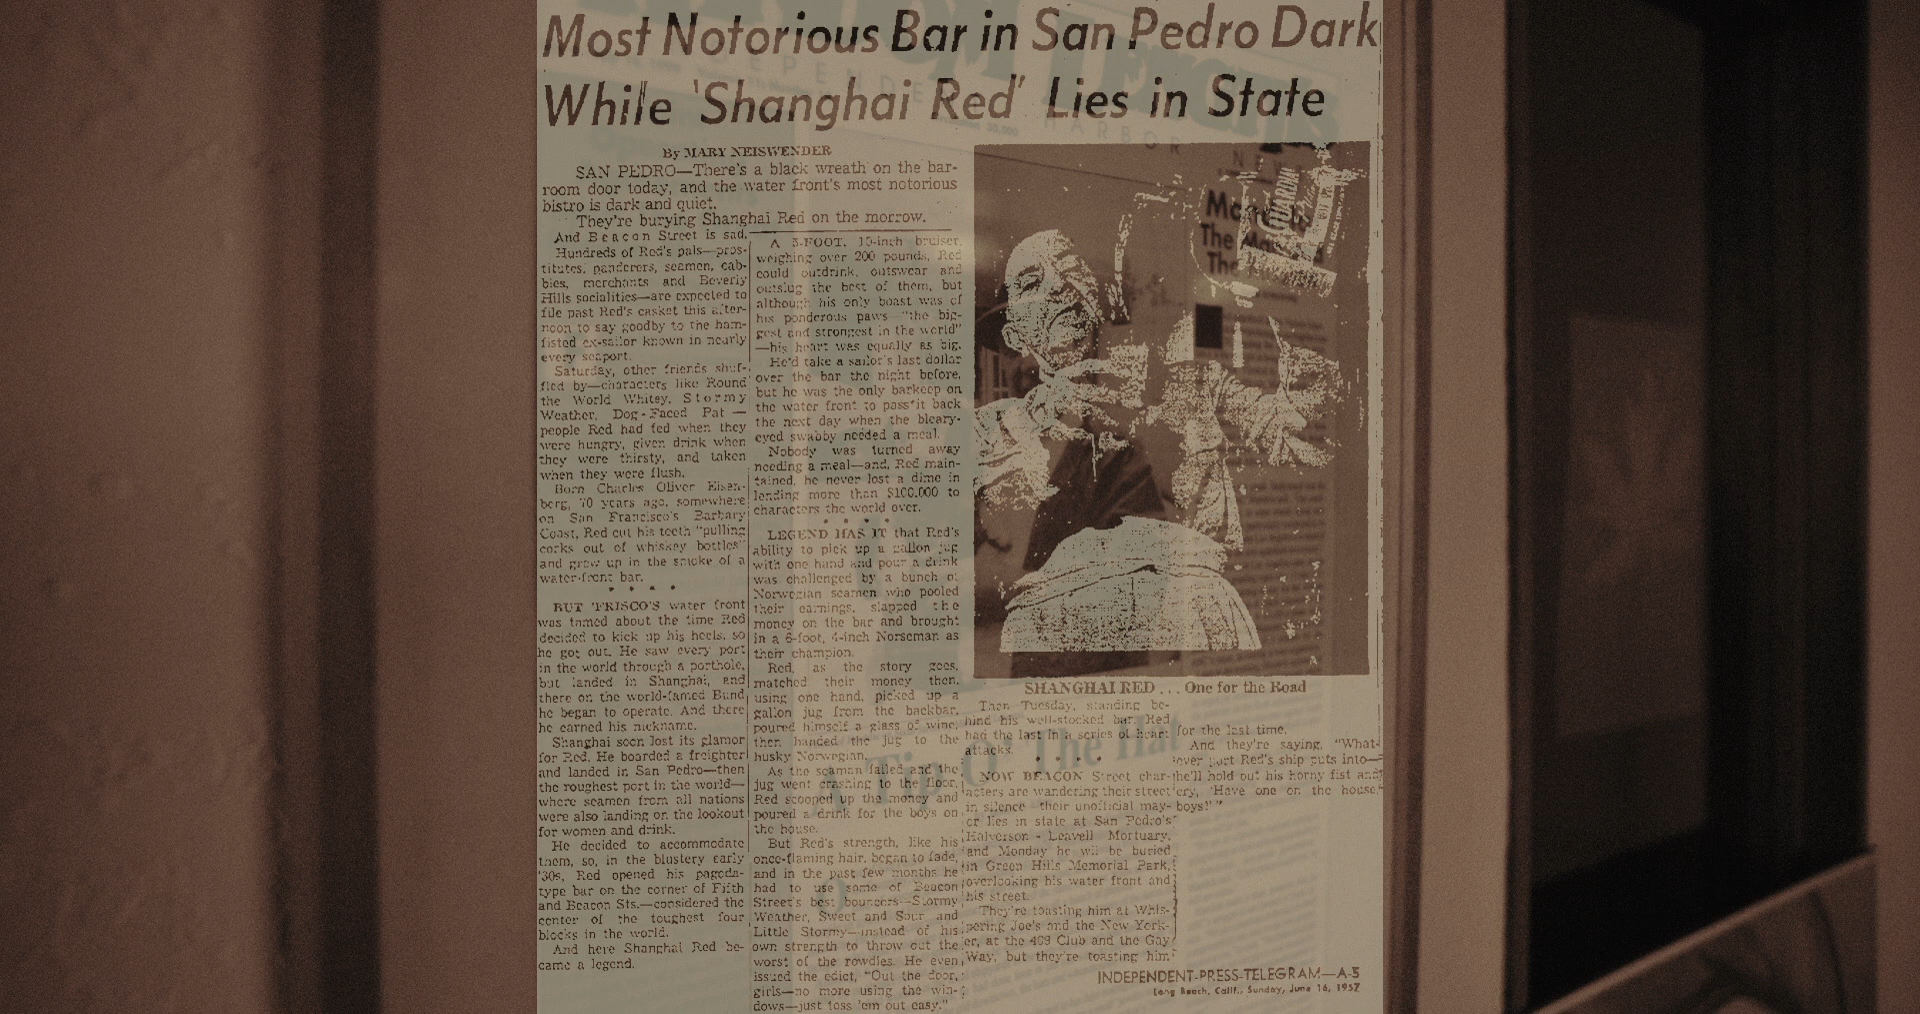 Most Notorious Bar in San Pedro Dark
While 'Shanghai Red' Lies in State
By MARY NEISWENDER
SAN PEDRO—There's a black wreath on the bar-
room door today, and the water front's most notorious
bistro is dark and quiet.
They're burying Shanghai Red on the morrow.
And Beacon Street is sad.
Hundreds of Red's pals—pros-
titutes, panderers, seamen, cab-
bies, merchants and Beverly
Hills socialities—are expected to
file past Red's casket this after-
noon to say goodby to the ham-
fisted ex-sailor known in nearly
every seaport.
Saturday, other friends shuf-
fled by—characters like Round
the World Whitey, Stormy
Weather, Dog-Faced Pat —
people Red had fed when they
were hungry, given drink when
they were thirsty, and taken
when they were flush.
Born Charles Oliver Eisen-
berg, 70 years ago, somewhere
on San Francisco's Barbary
Coast, Red cut his teeth "pulling
corks out of whiskey bottles"
and grew up in the smoke of a
water-front bar.
* * * *
BUT 'FRISCO'S water front
was tamed about the time Red
decided to kick up his heels, so
he got out. He saw every port
in the world through a porthole,
but landed in Shanghai, and
there on the world-famed Bund
he began to operate. And there
he earned his nickname.
Shanghai soon lost its glamor
for Red. He boarded a freighter
and landed in San Pedro—then
the roughest port in the world—
where seamen from all nations
were also landing on the lookout
for women and drink.
He decided to accommodate
them, so, in the blustery early
'30s, Red opened his pagoda-
type bar on the corner of Fifth
and Beacon Sts.—considered the
center of the toughest four
blocks in the world.
And here Shanghai Red be-
came a legend.
A 5-FOOT, 10-inch bruiser,
weighing over 200 pounds, Red
could outdrink, outswear and
outslug the best of them, but
although his only boast was of
his ponderous paws—"the big-
gest and strongest in the world"
—his heart was equally as big.
He'd take a sailor's last dollar
over the bar the night before,
but he was the only barkeep on
the water front to pass it back
the next day when the bleary-
eyed swabby needed a meal.
Nobody was turned away
needing a meal—and, Red main-
tained, he never lost a dime in
lending more than $100,000 to
characters the world over.
* * * *
LEGEND HAS IT that Red's
ability to pick up a gallon jug
with one hand and pour a drink
was challenged by a bunch of
Norwegian seamen who pooled
their earnings, slapped the
money on the bar and brought
in a 6-foot, 4-inch Norseman as
their champion.
Red, as the story goes,
matched their money then,
using one hand, picked up a
gallon jug from the backbar,
poured himself a glass of wine,
then handed the jug to the
husky Norwegian.
As the seaman failed and the
jug went crashing to the floor,
Red scooped up the money and
poured a drink for the boys on
the house.
But Red's strength, like his
once-flaming hair, began to fade,
and in the past few months he
had to use some of Beacon
Street's best bouncers—Stormy
Weather, Sweet and Sour, and
Little Stormy—instead of his
own strength to throw out the
worst of the rowdies. He even
issued the edict, "Out the door,
girls—no more using the win-
dows—just toss 'em out easy."
SHANGHAI RED . . . One for the Road
Then Tuesday, standing be-
hind his well-stocked bar, Red
had the last in a series of heart
attacks.
* * * *
NOW BEACON Street char-
acters are wandering their street
in silence—their unofficial may-
or lies in state at San Pedro's
Halverson - Leavell Mortuary,
and Monday he wil be buried
in Green Hills Memorial Park,
overlooking his water front and
his street.
They're toasting him at Whis-
pering Joe's and the New York-
er, at the 409 Club and the Gay
Way, but they're toasting him
for the last time.
And they're saying, "What-
ever port Red's ship puts into—
he'll hold out his horny fist and
cry, 'Have one on the house,
boys!' "
INDEPENDENT-PRESS-TELEGRAM—A-5
Long Beach, Calif., Sunday, June 16, 1957
A Tip O' The Hat
HARBOR